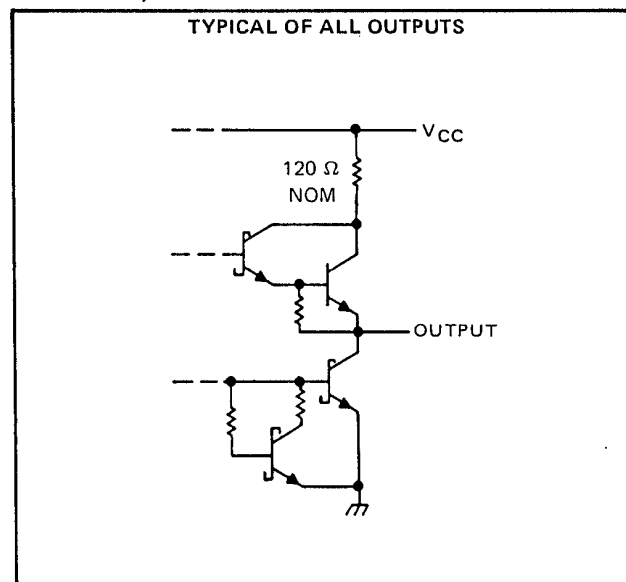 TYPICAL OF ALL OUTPUTS
VCC
120 Ω
NOM
OUTPUT